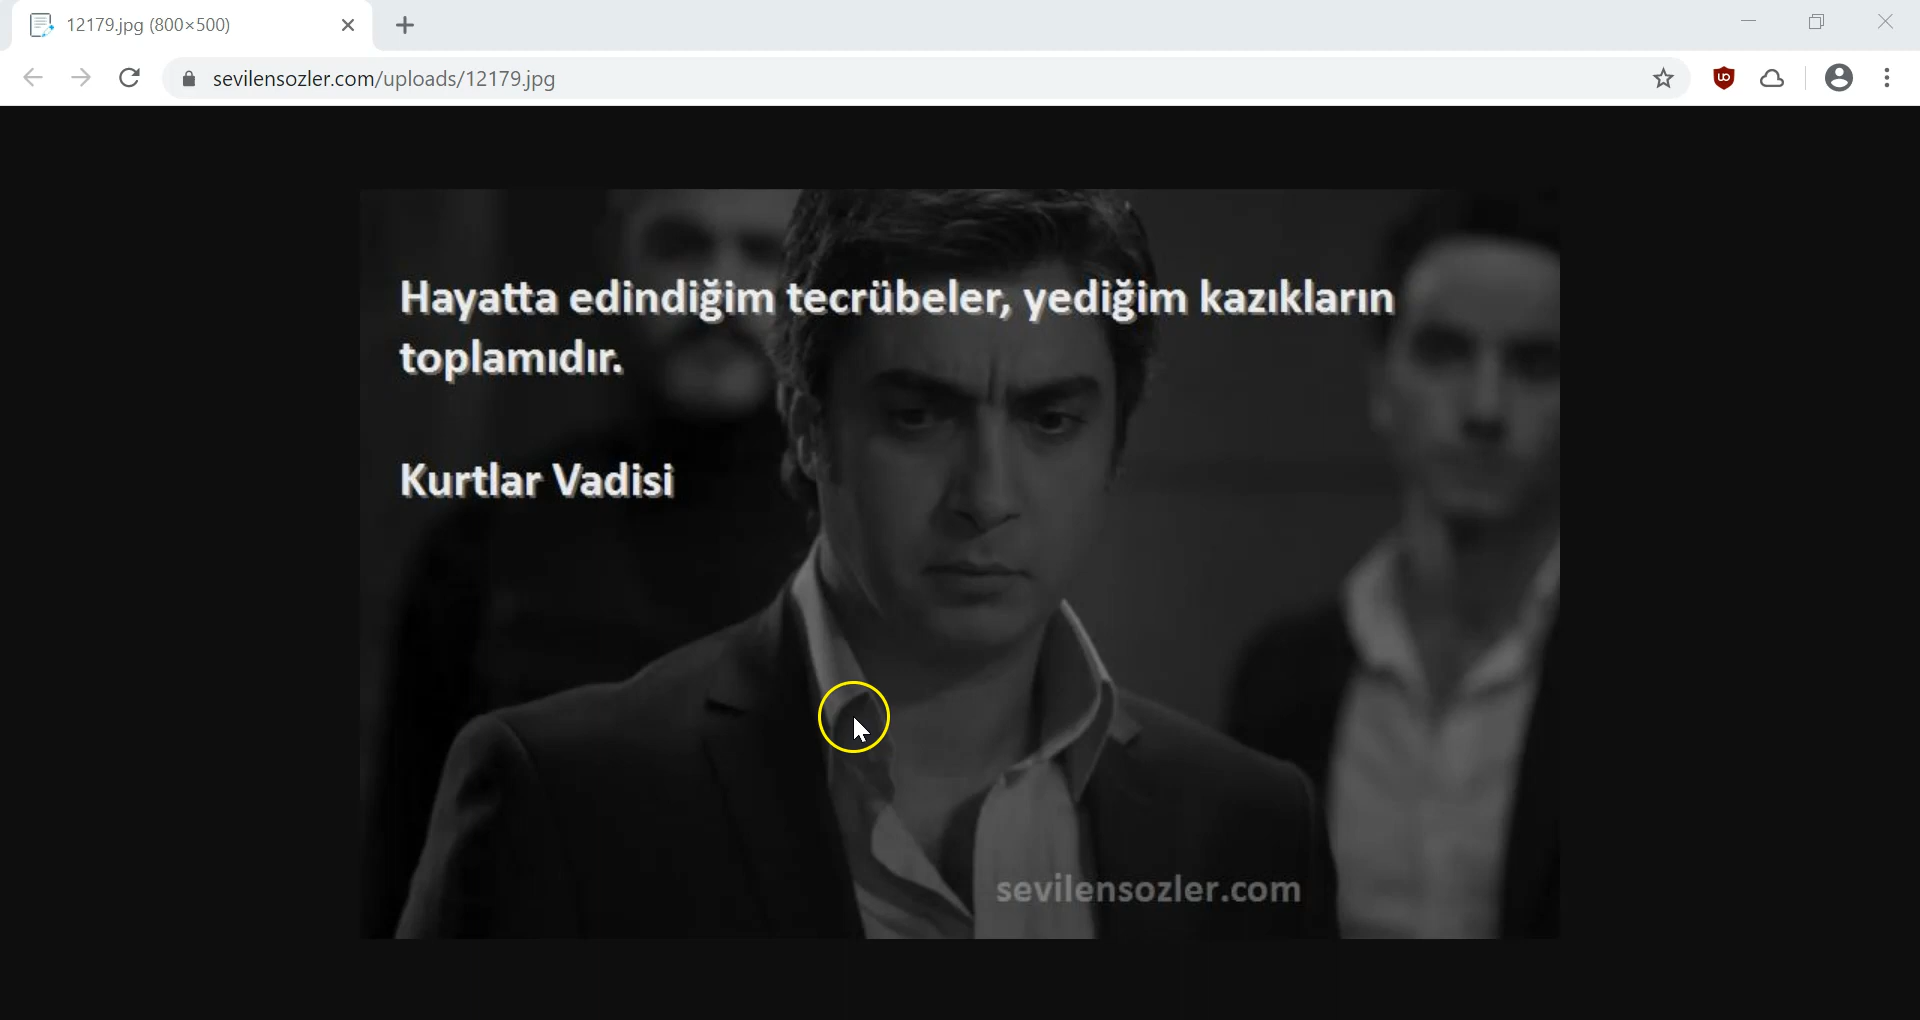 12179.jpg (800×500)
sevilensozler.com/uploads/12179.jpg
Hayatta edindiğim tecrübeler, yediğim kazıkların
toplamıdır.
Kurtlar Vadisi
sevilensozler.com